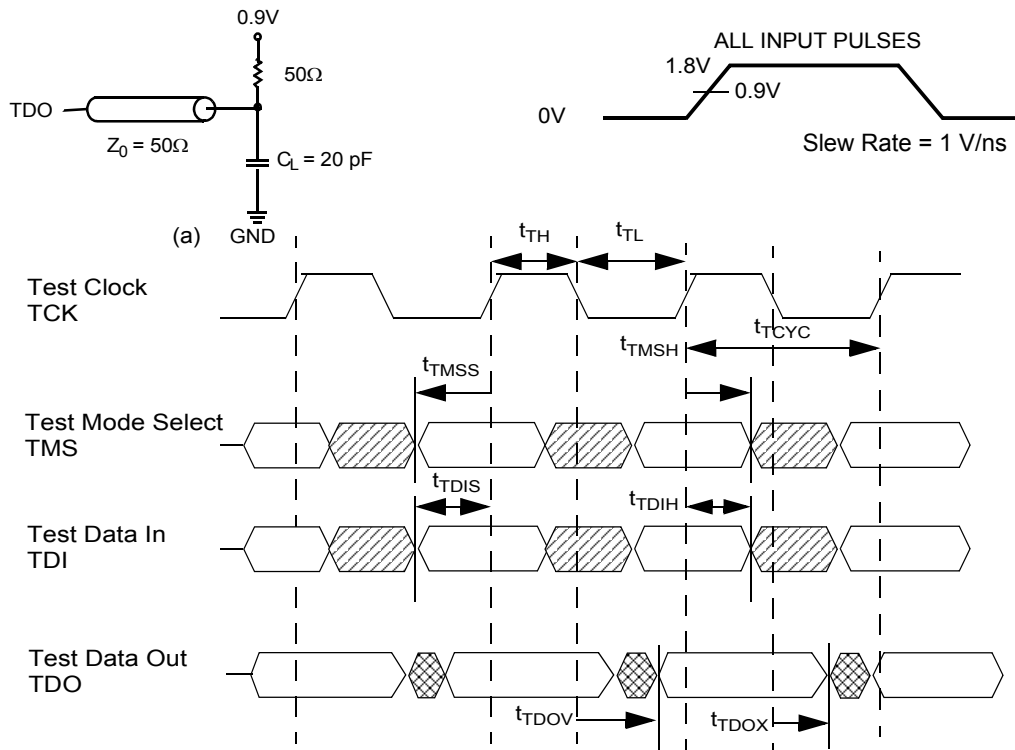 0.9V
ALL INPUT PULSES
50Ω
1.8V
0.9V
TDO
0V
Z0 = 50Ω
CL = 20 pF
Slew Rate = 1 V/ns
(a)
GND
tTH
tTL
Test Clock
TCK
tTCYC
tTMSH
tTMSS
Test Mode Select
TMS
tTDIS
tTDIH
Test Data In
TDI
Test Data Out
TDO
tTDOV
tTDOX